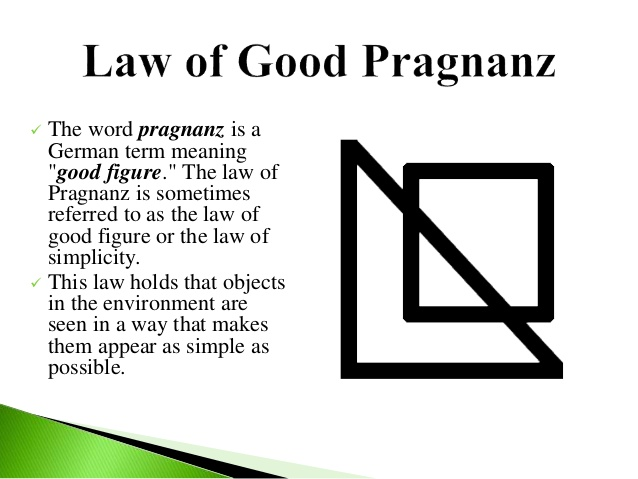 Law of Good Pragnanz
The word pragnanz is a
German term meaning
"good figure." The law of
Pragnanz is sometimes
referred to as the law of
good figure or the law of
simplicity.
This law holds that objects
in the environment are
seen in a way that makes
them appear as simple as
possible.